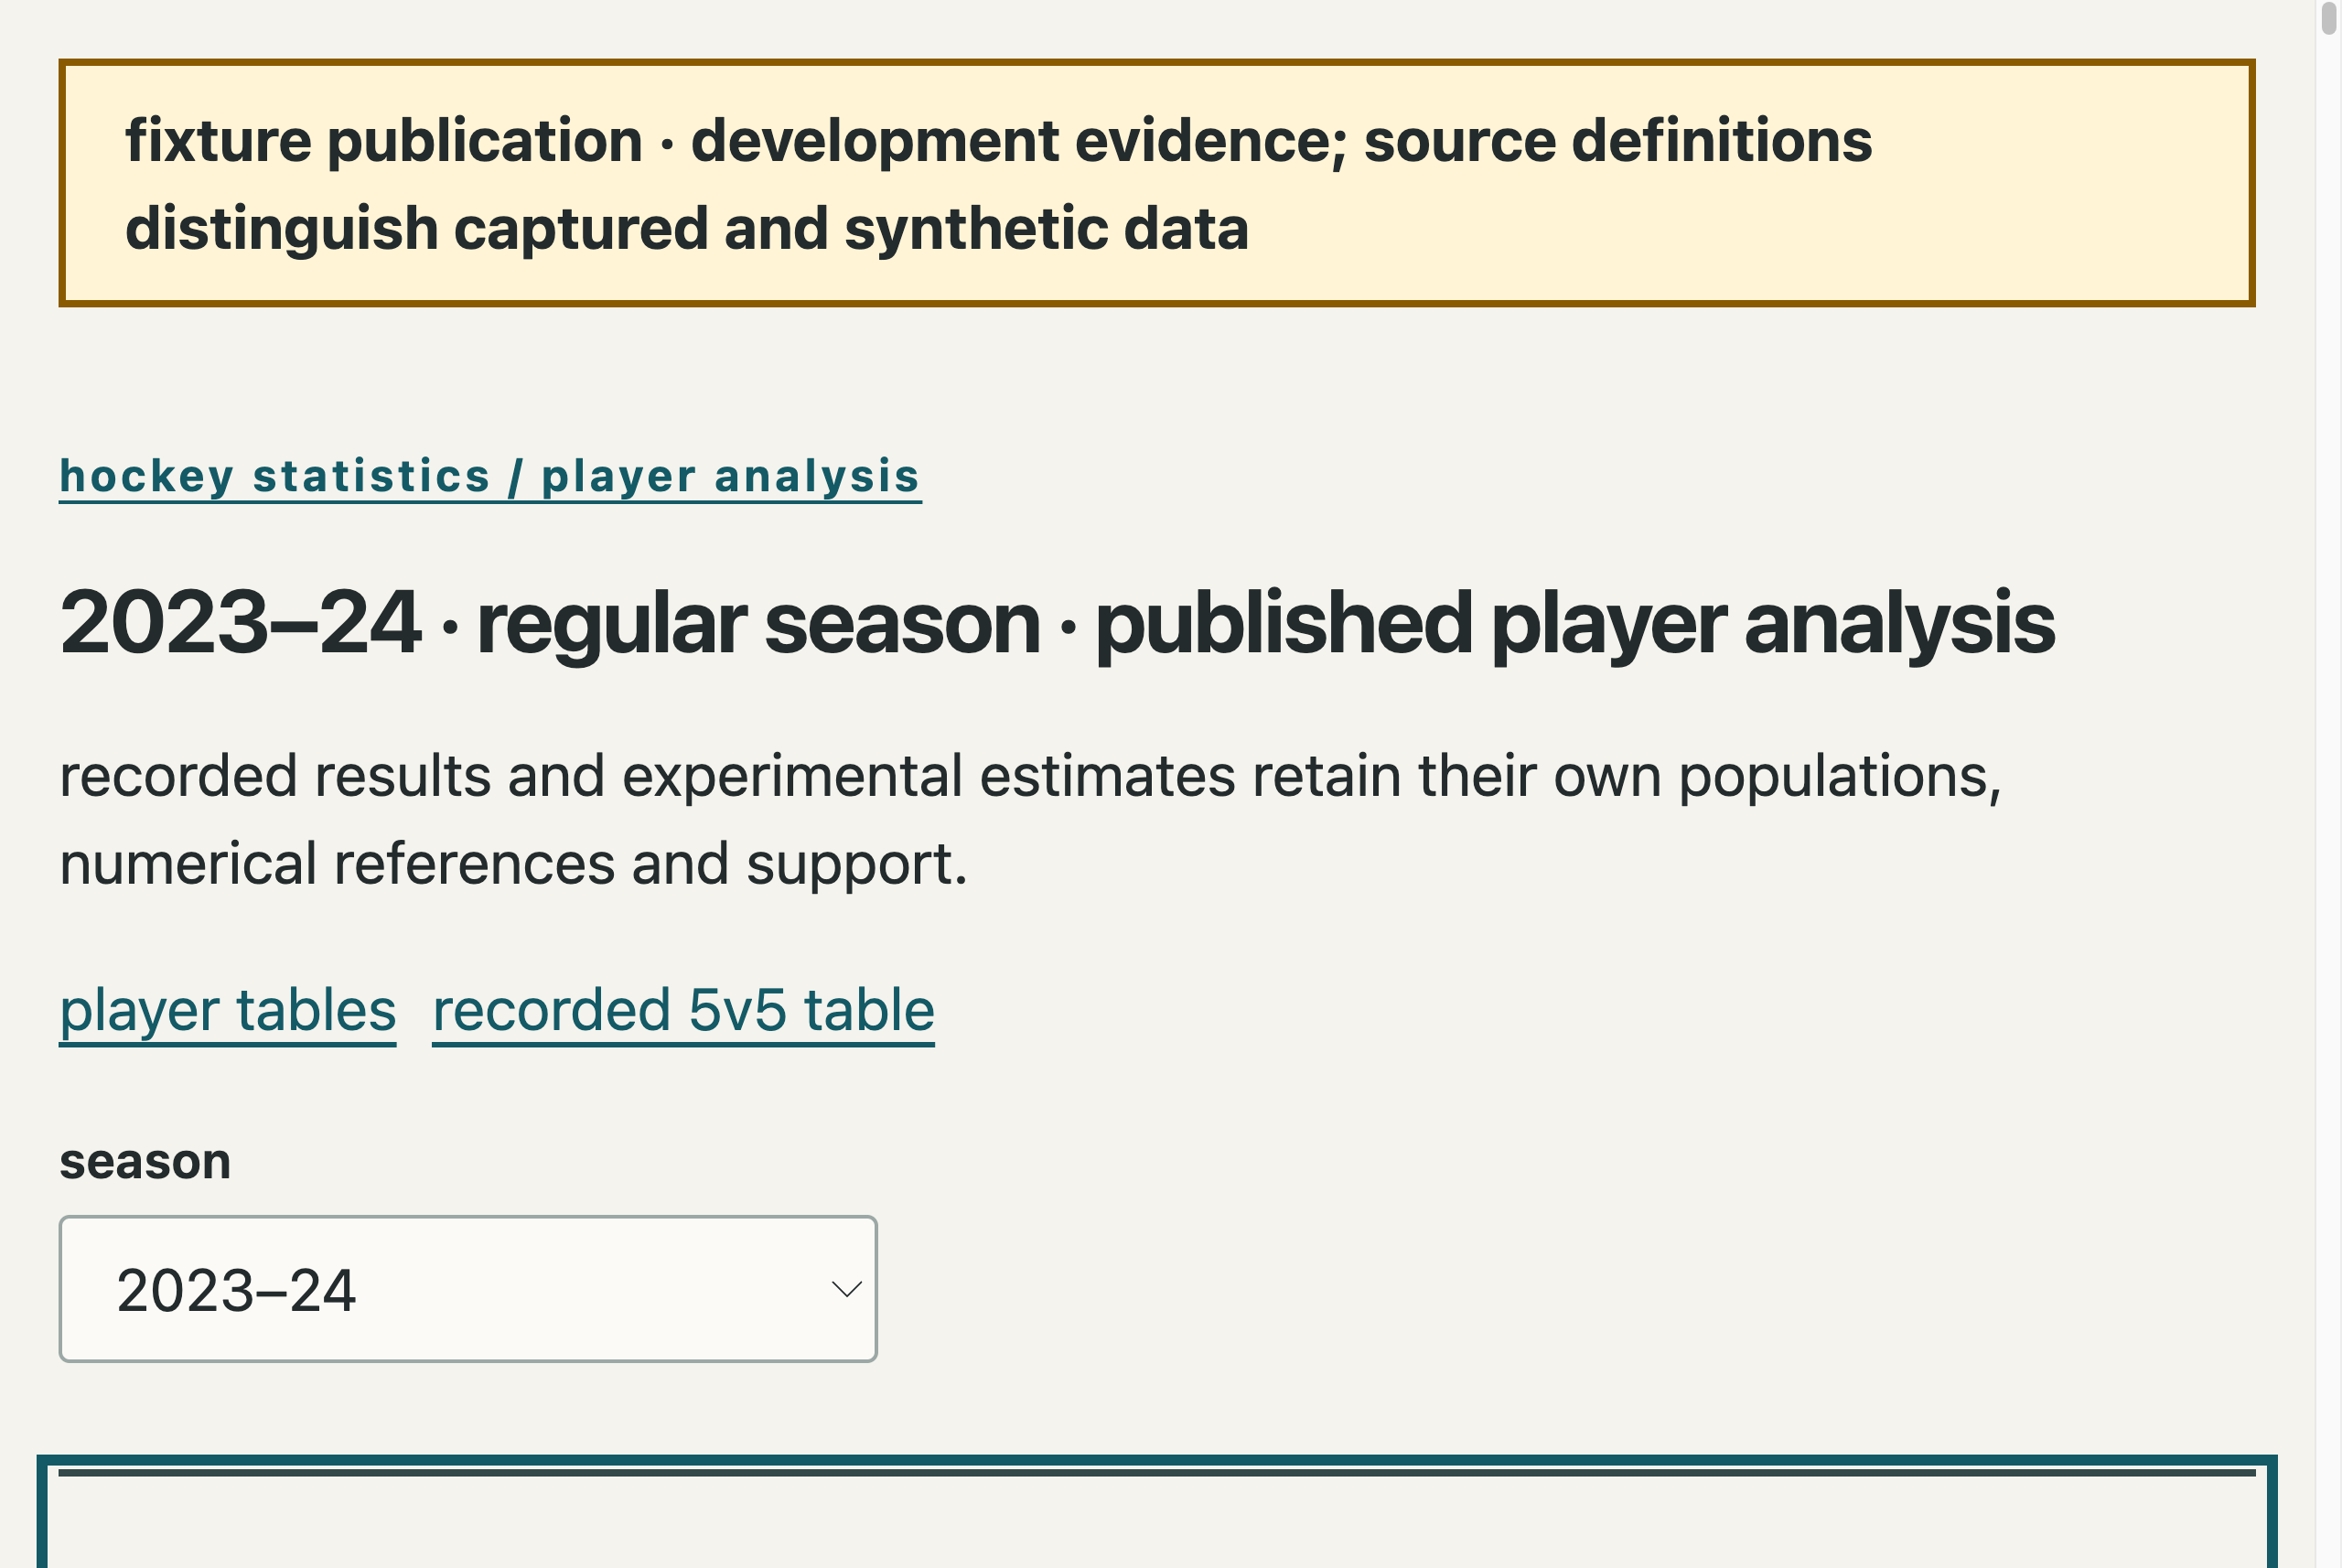 fixture publication · development evidence; source definitions
distinguish captured and synthetic data
hockey statistics / player analysis
2023–24 · regular season · published player analysis
recorded results and experimental estimates retain their own populations,
numerical references and support.
player tables recorded 5v5 table
season
2023–24